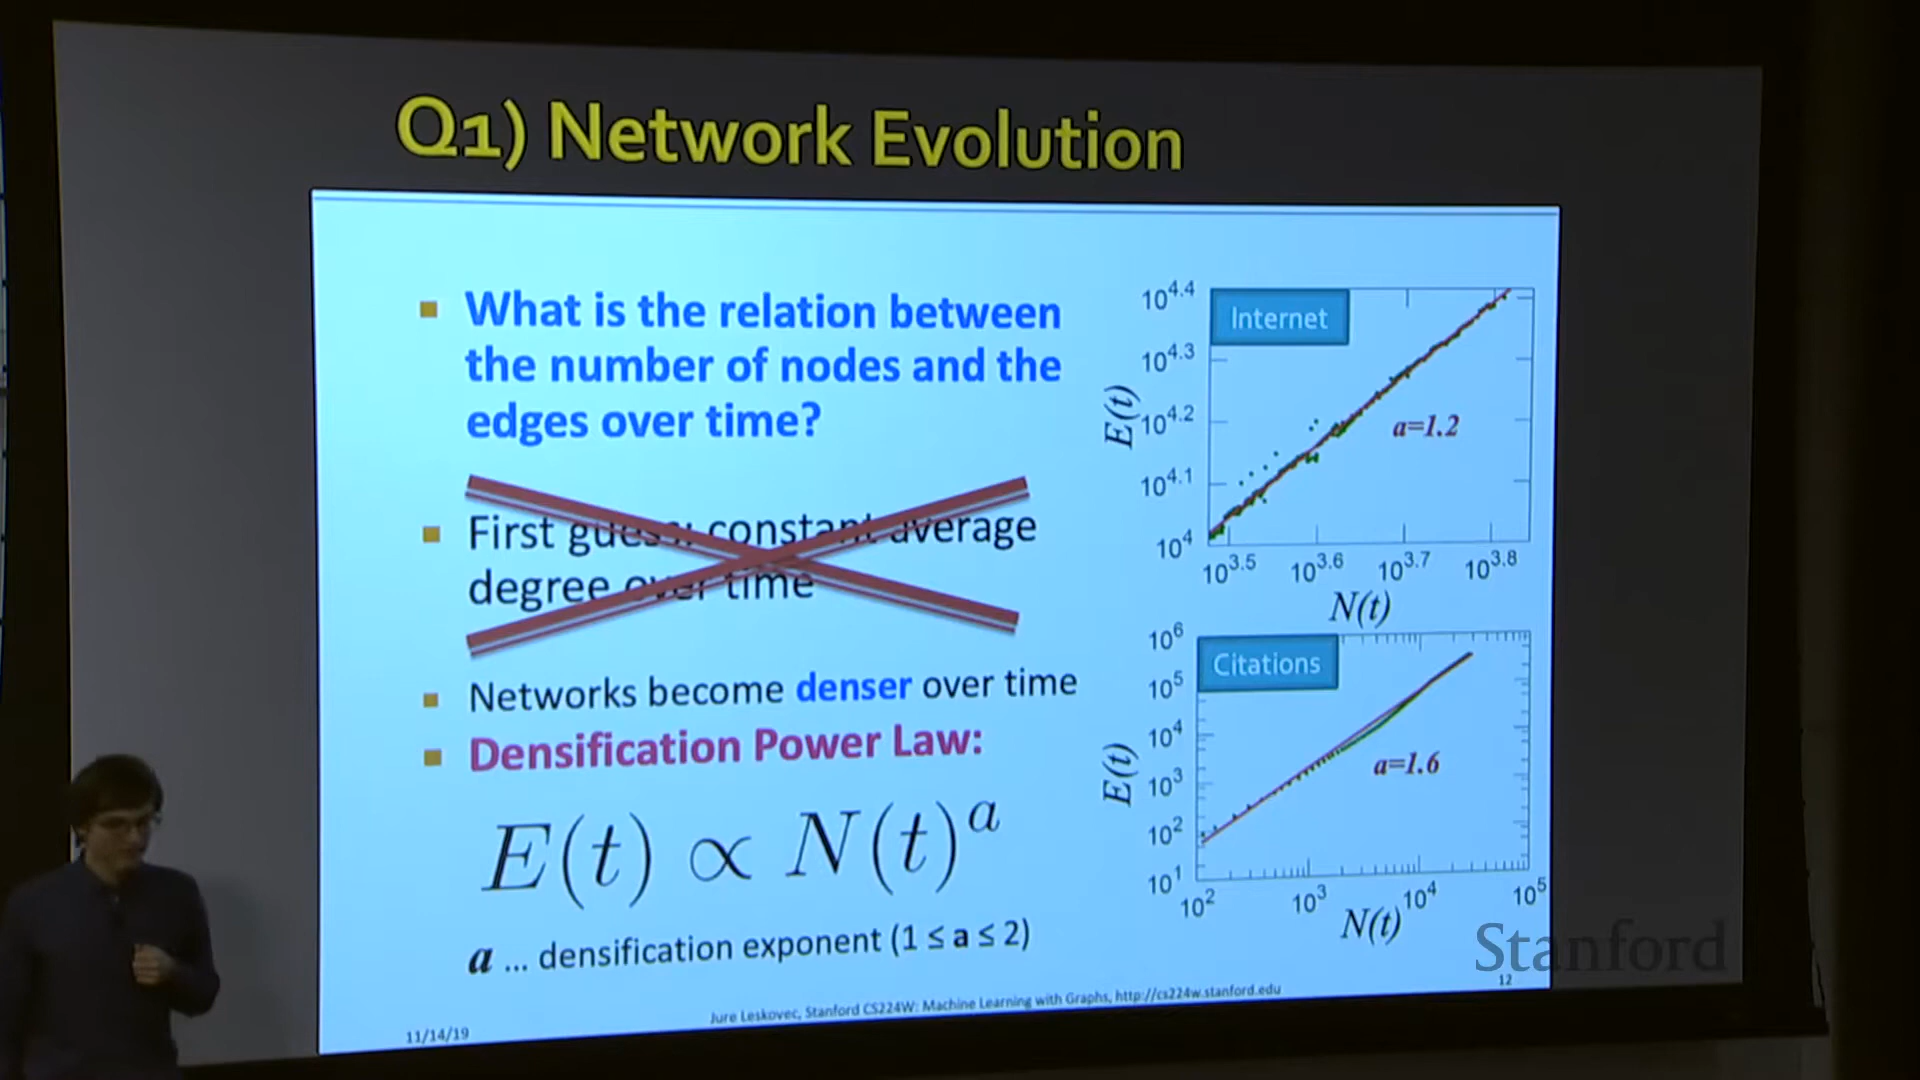 Q1) Network Evolution
What is the relation between
the number of nodes and the
edges over time?
First guess: constant average
degree over time
Networks become denser over time
Densification Power Law:
E(t) ∝ N(t)^a
a ... densification exponent (1 ≤ a ≤ 2)
Internet
10^4.4
10^4.3
10^4.2
10^4.1
10^4
E(t)
a=1.2
10^3.5 10^3.6 10^3.7 10^3.8
N(t)
Citations
10^6
10^5
10^4
10^3
10^2
10^1
E(t)
a=1.6
10^2 10^3 10^4 10^5
N(t)
Stanford
12
Jure Leskovec, Stanford CS224W: Machine Learning with Graphs, http://cs224w.stanford.edu
11/14/19